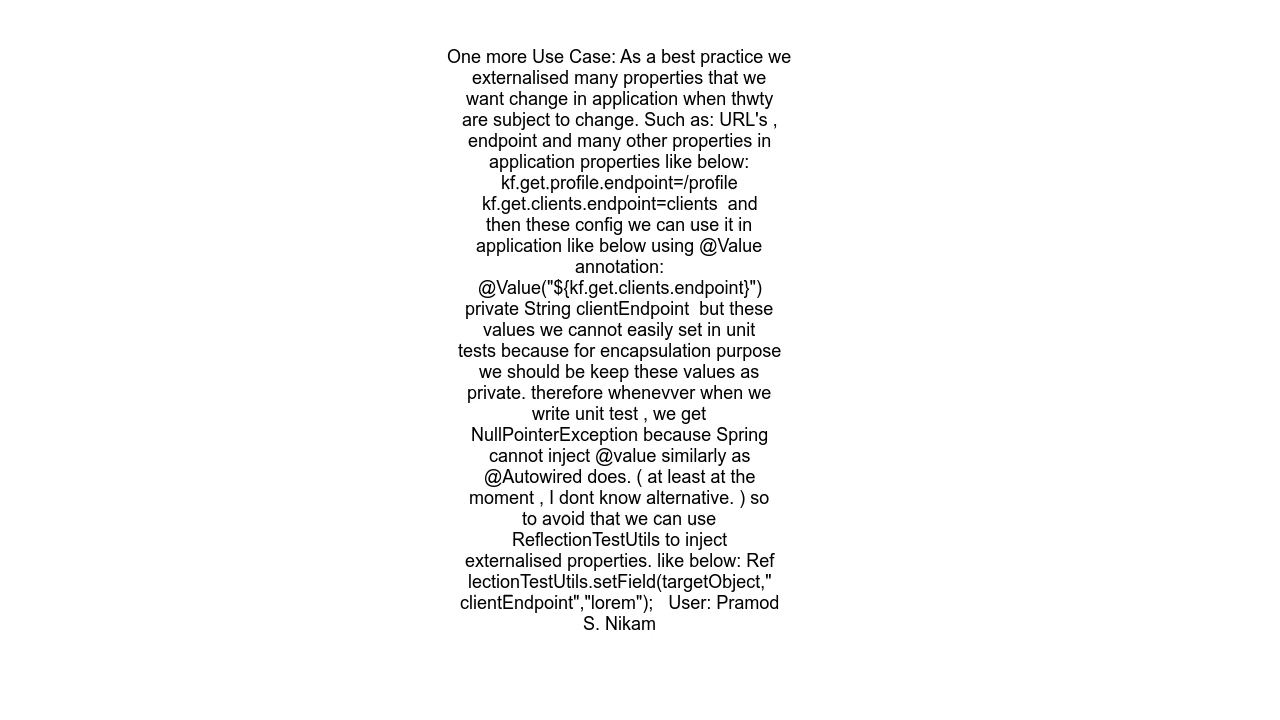 One more Use Case: As a best practice we
externalised many properties that we
want change in application when thwty
are subject to change. Such as: URL's ,
endpoint and many other properties in
application properties like below:
kf.get.profile.endpoint=/profile
kf.get.clients.endpoint=clients  and
then these config we can use it in
application like below using @Value
annotation:
@Value("${kf.get.clients.endpoint}")
private String clientEndpoint  but these
values we cannot easily set in unit
tests because for encapsulation purpose
we should be keep these values as
private. therefore whenevver when we
write unit test , we get
NullPointerException because Spring
cannot inject @value similarly as
@Autowired does. ( at least at the
moment , I dont know alternative. ) so
to avoid that we can use
ReflectionTestUtils to inject
externalised properties. like below: Ref
lectionTestUtils.setField(targetObject,"
clientEndpoint","lorem");   User: Pramod
S. Nikam